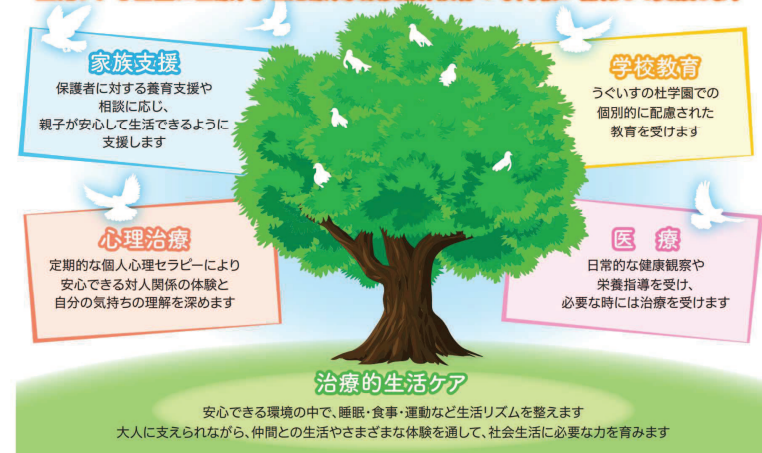 家族支援
保護者に対する養育支援や
相談に応じ、
親子が安心して生活できるように
支援します
学校教育
うぐいすの杜学園での
個別的に配慮された
教育を受けます
心理治療
定期的な個人心理セラピーにより
安心できる対人関係の体験と
自分の気持ちの理解を深めます
医 療
日常的な健康観察や
栄養指導を受け、
必要な時には治療を受けます
治療的生活ケア
安心できる環境の中で、睡眠・食事・運動など生活リズムを整えます
大人に支えられながら、仲間との生活やさまざまな体験を通して、社会生活に必要な力を育みます